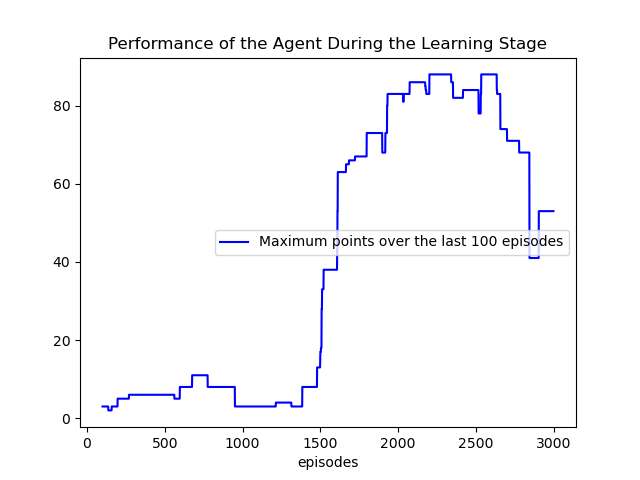 Performance of the Agent During the Learning Stage
80
60
Maximum points over the last 100 episodes
40
20
0
0 500 1000 1500 2000 2500 3000
episodes